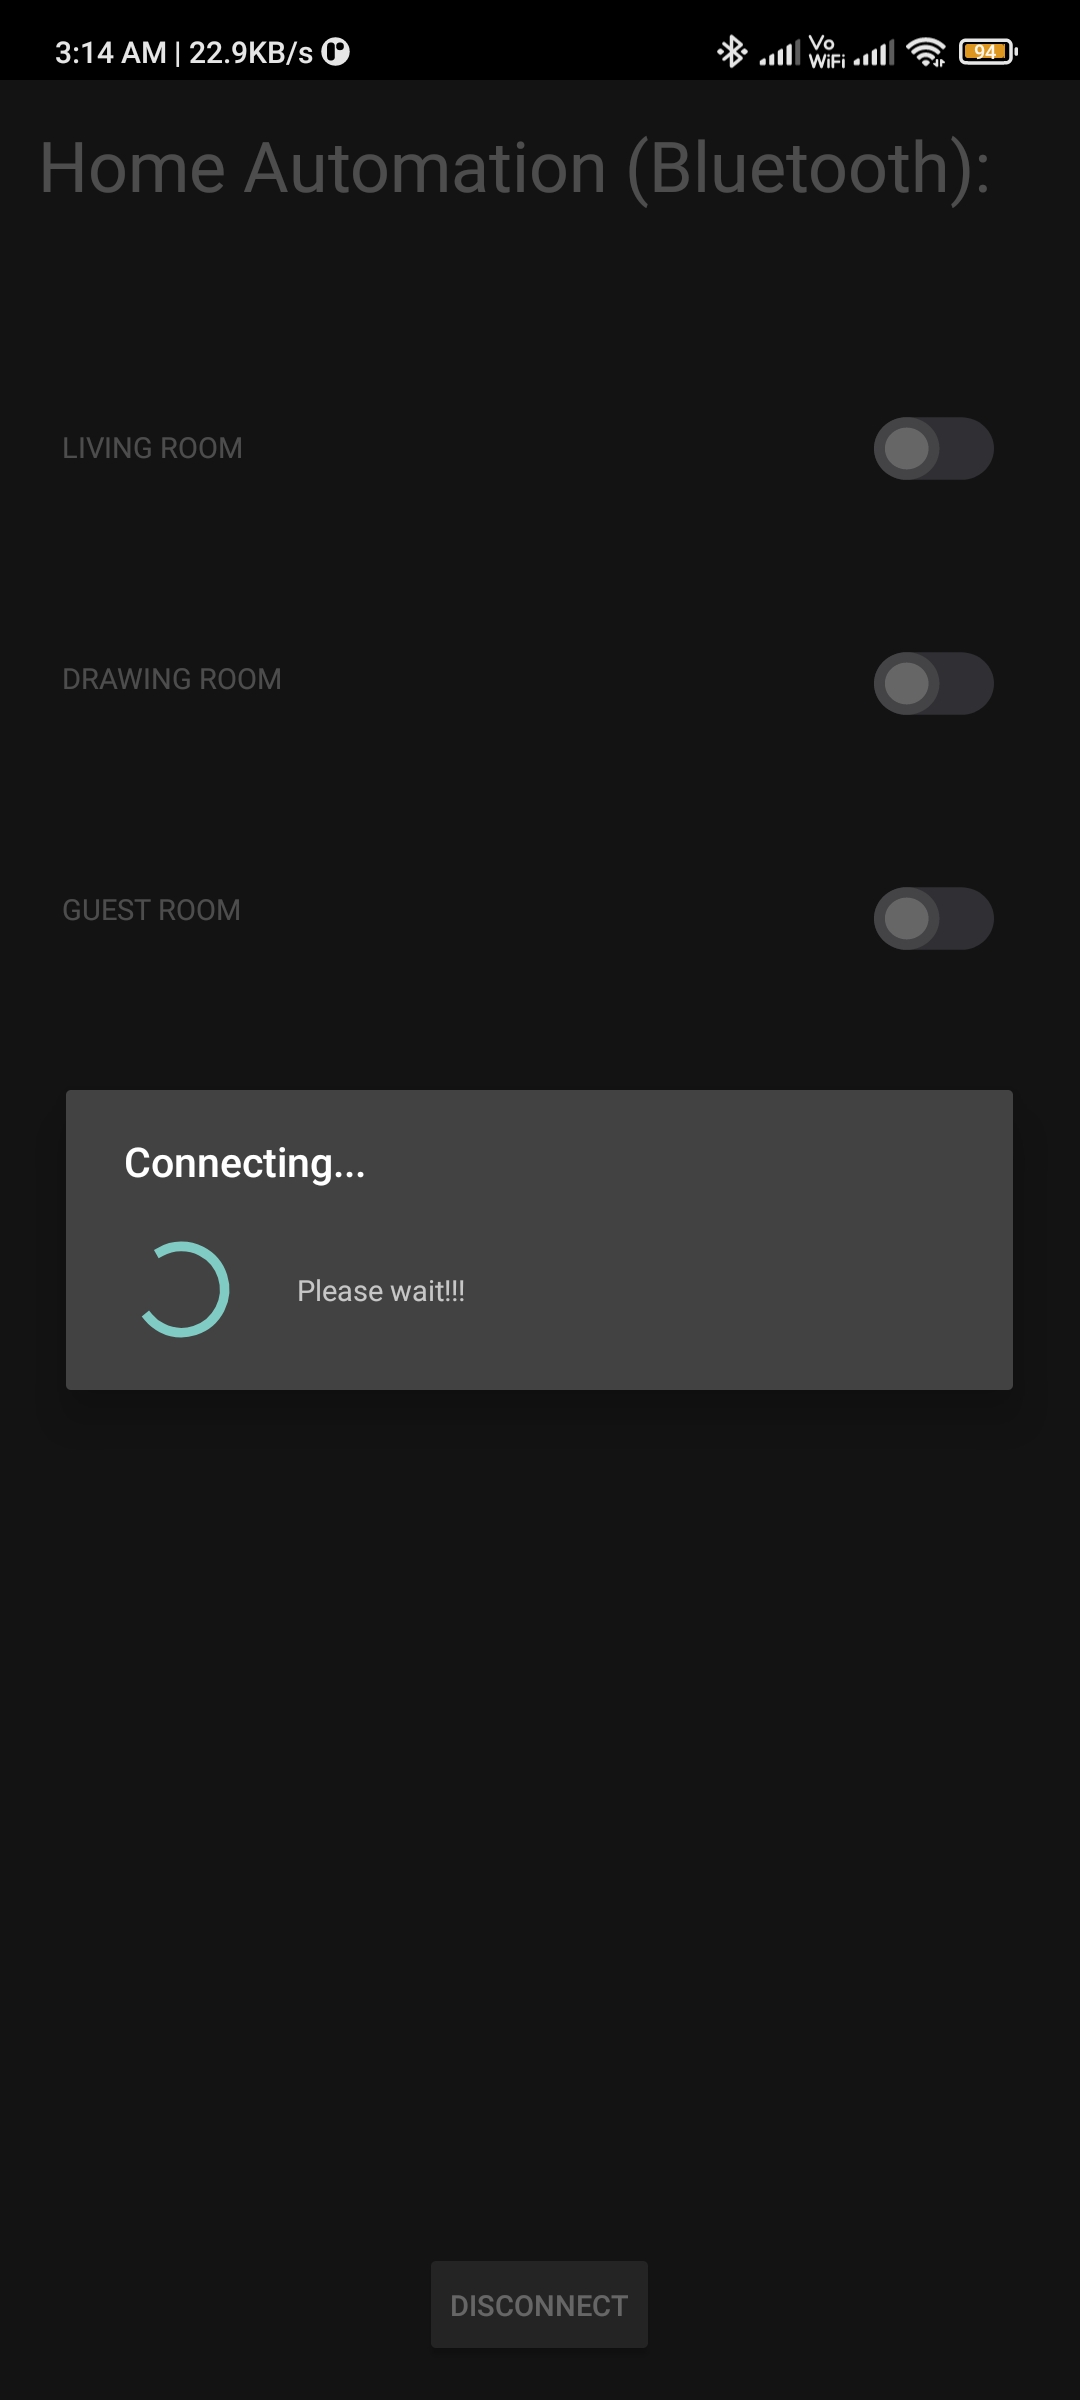 3:14 AM | 22.9KB/s
Vo
WiFi
94
Home Automation (Bluetooth):
LIVING ROOM
DRAWING ROOM
GUEST ROOM
Connecting...
Please wait!!!
DISCONNECT